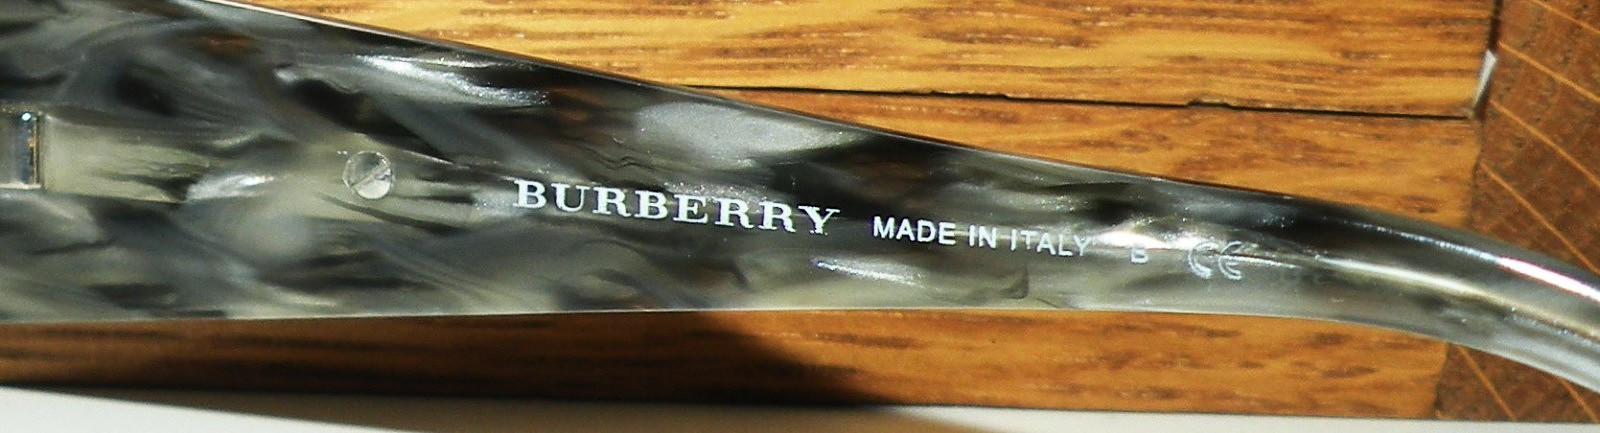 BURBERRY MADE IN ITALY B CE